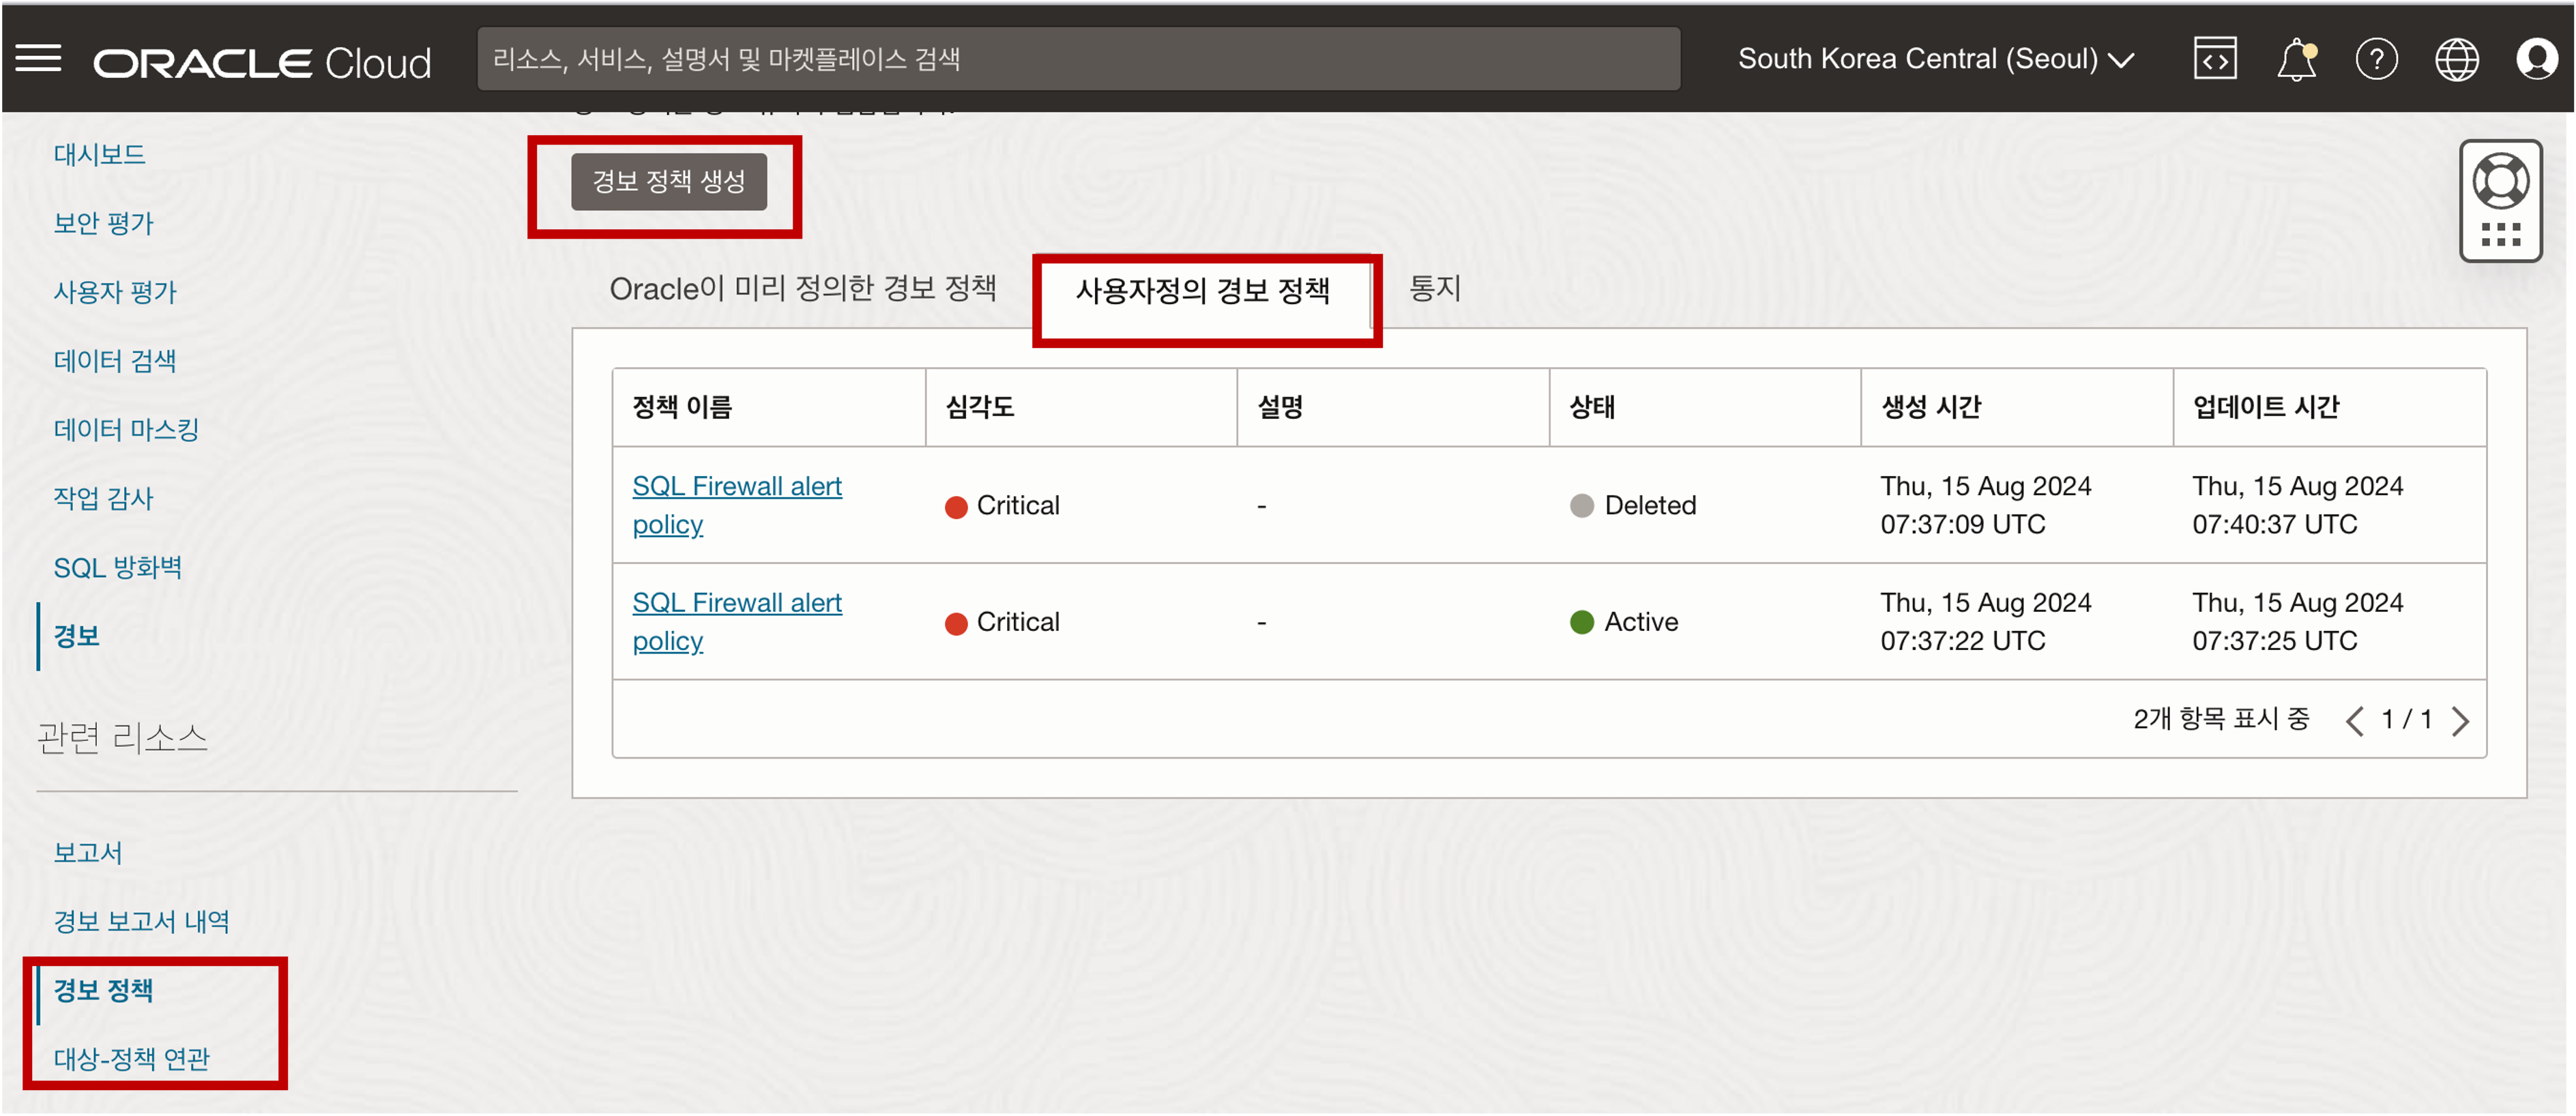 ORACLE Cloud
리소스, 서비스, 설명서 및 마켓플레이스 검색
South Korea Central (Seoul)
대시보드
보안 평가
사용자 평가
데이터 검색
데이터 마스킹
작업 감사
SQL 방화벽
경보
관련 리소스
보고서
경보 보고서 내역
경보 정책
대상-정책 연관
경보 정책 생성
Oracle이 미리 정의한 경보 정책
사용자정의 경보 정책
통지
정책 이름 심각도 설명 상태 생성 시간 업데이트 시간
SQL Firewall alert policy Critical - Deleted Thu, 15 Aug 2024 07:37:09 UTC Thu, 15 Aug 2024 07:40:37 UTC
SQL Firewall alert policy Critical - Active Thu, 15 Aug 2024 07:37:22 UTC Thu, 15 Aug 2024 07:37:25 UTC
2개 항목 표시 중 1 / 1